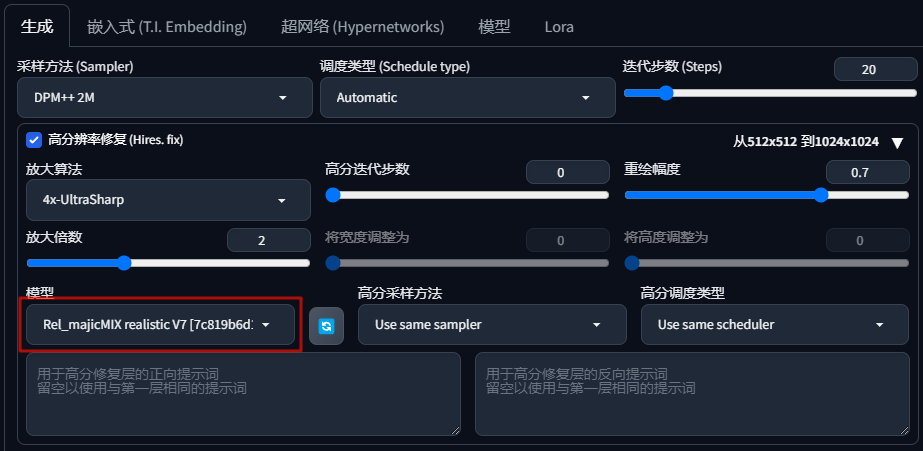 生成 嵌入式 (T.I. Embedding) 超网络 (Hypernetworks) 模型 Lora
采样方法 (Sampler) 调度类型 (Schedule type) 迭代步数 (Steps) 20
DPM++ 2M Automatic
高分辨率修复 (Hires. fix) 从512x512 到1024x1024 ▼
放大算法 高分迭代步数 0 重绘幅度 0.7
4x-UltraSharp
放大倍数 2 将宽度调整为 0 将高度调整为 0
模型 高分采样方法 高分调度类型
Rel_majicMIX realistic V7 [7c819b6d1 Use same sampler Use same scheduler
用于高分修复层的正向提示词 用于高分修复层的反向提示词
留空以使用与第一层相同的提示词 留空以使用与第一层相同的提示词